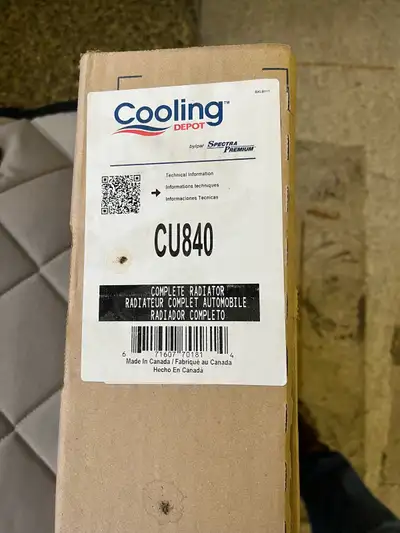 Cooling™
DEPOT
by/par SPECTRA PREMIUM
Technical Information
Informations techniques
Informaciones Tecnicas
CU840
COMPLETE RADIATOR
RADIATEUR COMPLET AUTOMOBILE
RADIADOR COMPLETO
6 71607 70181 4
Made In Canada / Fabriqué au Canada
Hecho En Canada